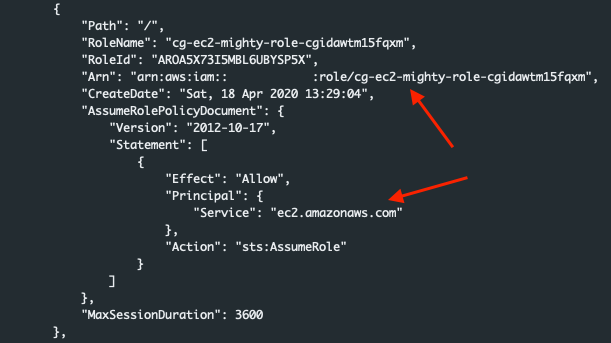 {
"Path": "/",
"RoleName": "cg-ec2-mighty-role-cgidawtm15fqxm",
"RoleId": "AROA5X73I5MBL6UBYSP5X",
"Arn": "arn:aws:iam:: :role/cg-ec2-mighty-role-cgidawtm15fqxm",
"CreateDate": "Sat, 18 Apr 2020 13:29:04",
"AssumeRolePolicyDocument": {
"Version": "2012-10-17",
"Statement": [
{
"Effect": "Allow",
"Principal": {
"Service": "ec2.amazonaws.com"
},
"Action": "sts:AssumeRole"
}
]
},
"MaxSessionDuration": 3600
},